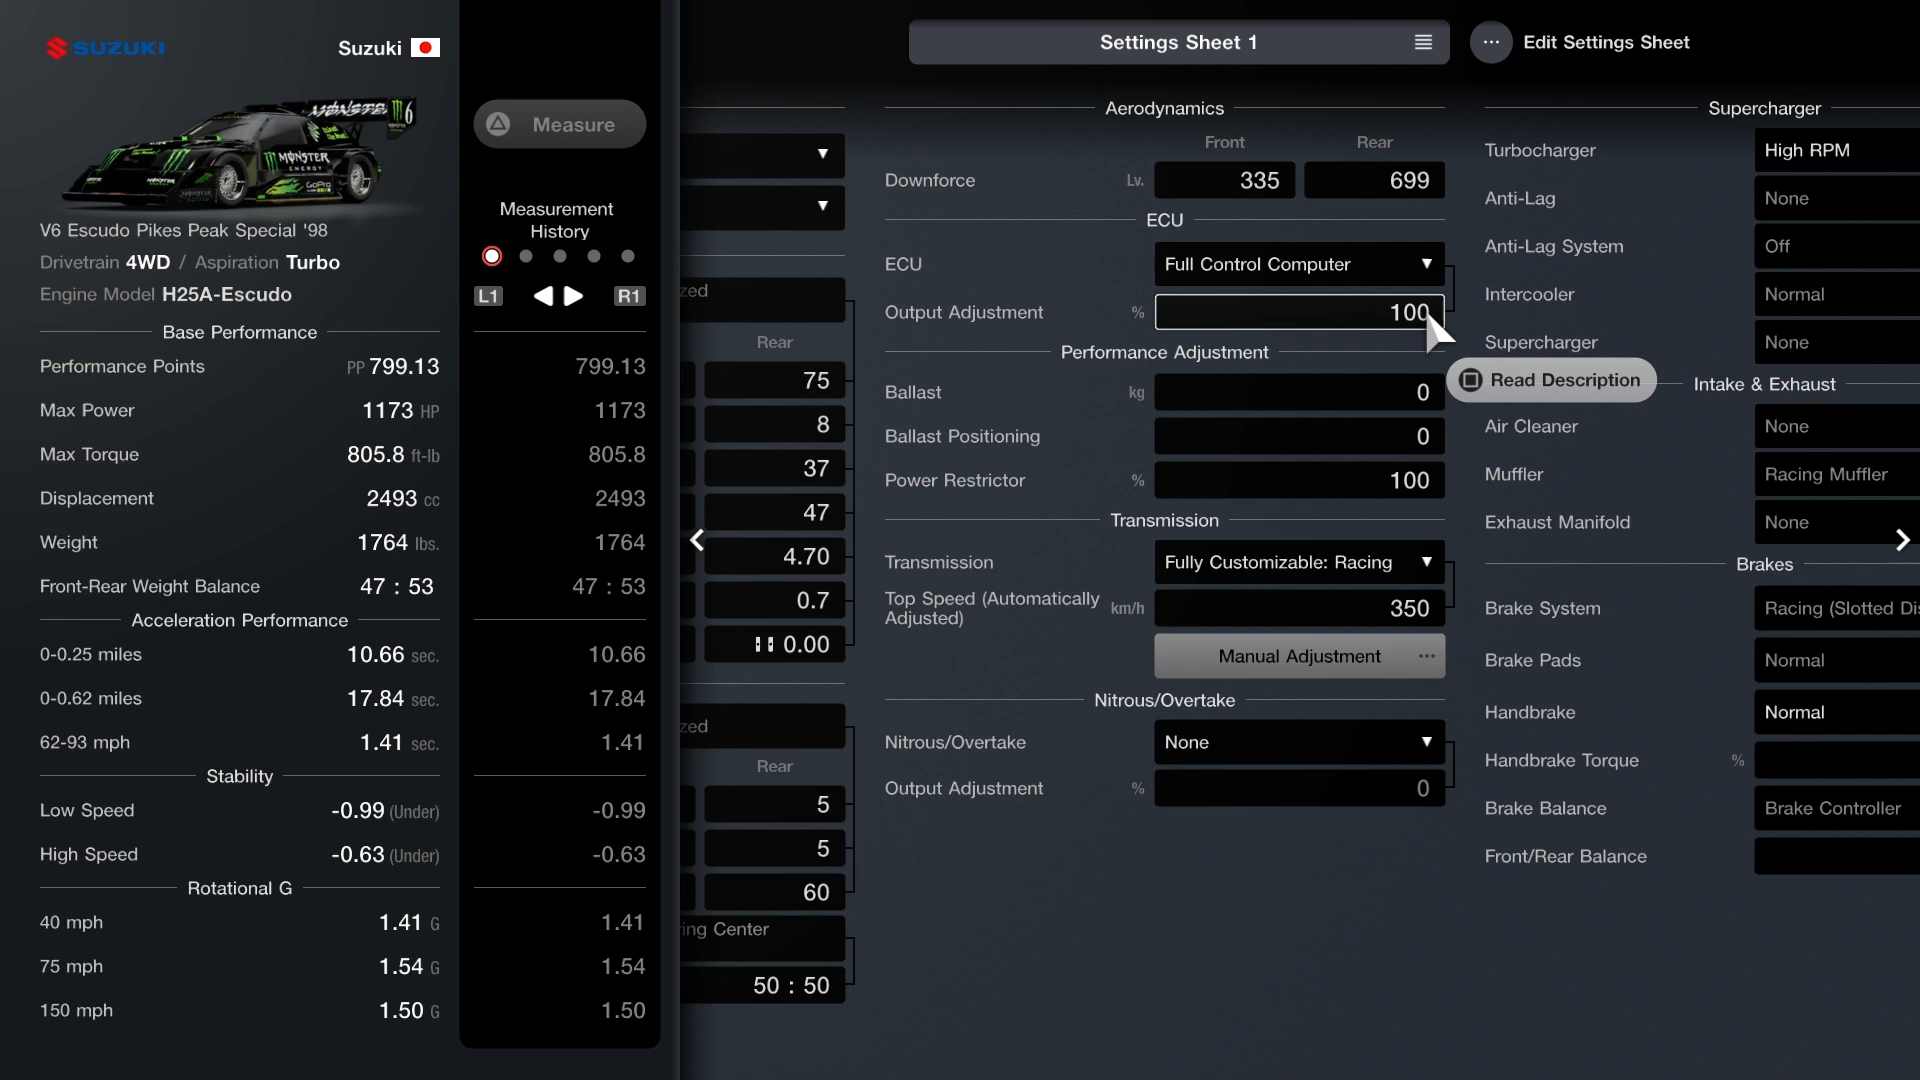 SUZUKI
Suzuki
MONSTER
6
MONSTER
ENERGY
GoPro
V6 Escudo Pikes Peak Special '98
Drivetrain 4WD / Aspiration Turbo
Engine Model H25A-Escudo
Base Performance
Performance Points PP 799.13
Max Power 1173 HP
Max Torque 805.8 ft-lb
Displacement 2493 cc
Weight 1764 lbs.
Front-Rear Weight Balance 47 : 53
Acceleration Performance
0-0.25 miles 10.66 sec.
0-0.62 miles 17.84 sec.
62-93 mph 1.41 sec.
Stability
Low Speed -0.99 (Under)
High Speed -0.63 (Under)
Rotational G
40 mph 1.41 G
75 mph 1.54 G
150 mph 1.50 G
Measure
Measurement
History
L1 R1
799.13
1173
805.8
2493
1764
47 : 53
10.66
17.84
1.41
-0.99
-0.63
1.41
1.54
1.50
Settings Sheet 1
Edit Settings Sheet
zed
Rear
75
8
37
47
4.70
0.7
0.00
zed
Rear
5
5
60
ring Center
50 : 50
Aerodynamics
Front Rear
Downforce Lv. 335 699
ECU
ECU Full Control Computer
Output Adjustment % 100
Performance Adjustment
Ballast kg 0
Ballast Positioning 0
Power Restrictor % 100
Transmission
Transmission Fully Customizable: Racing
Top Speed (Automatically
Adjusted) km/h 350
Manual Adjustment
Nitrous/Overtake
Nitrous/Overtake None
Output Adjustment % 0
Supercharger
Turbocharger High RPM
Anti-Lag None
Anti-Lag System Off
Intercooler Normal
Supercharger None
Read Description
Intake & Exhaust
Air Cleaner None
Muffler Racing Muffler
Exhaust Manifold None
Brakes
Brake System Racing (Slotted Dis
Brake Pads Normal
Handbrake Normal
Handbrake Torque %
Brake Balance Brake Controller
Front/Rear Balance